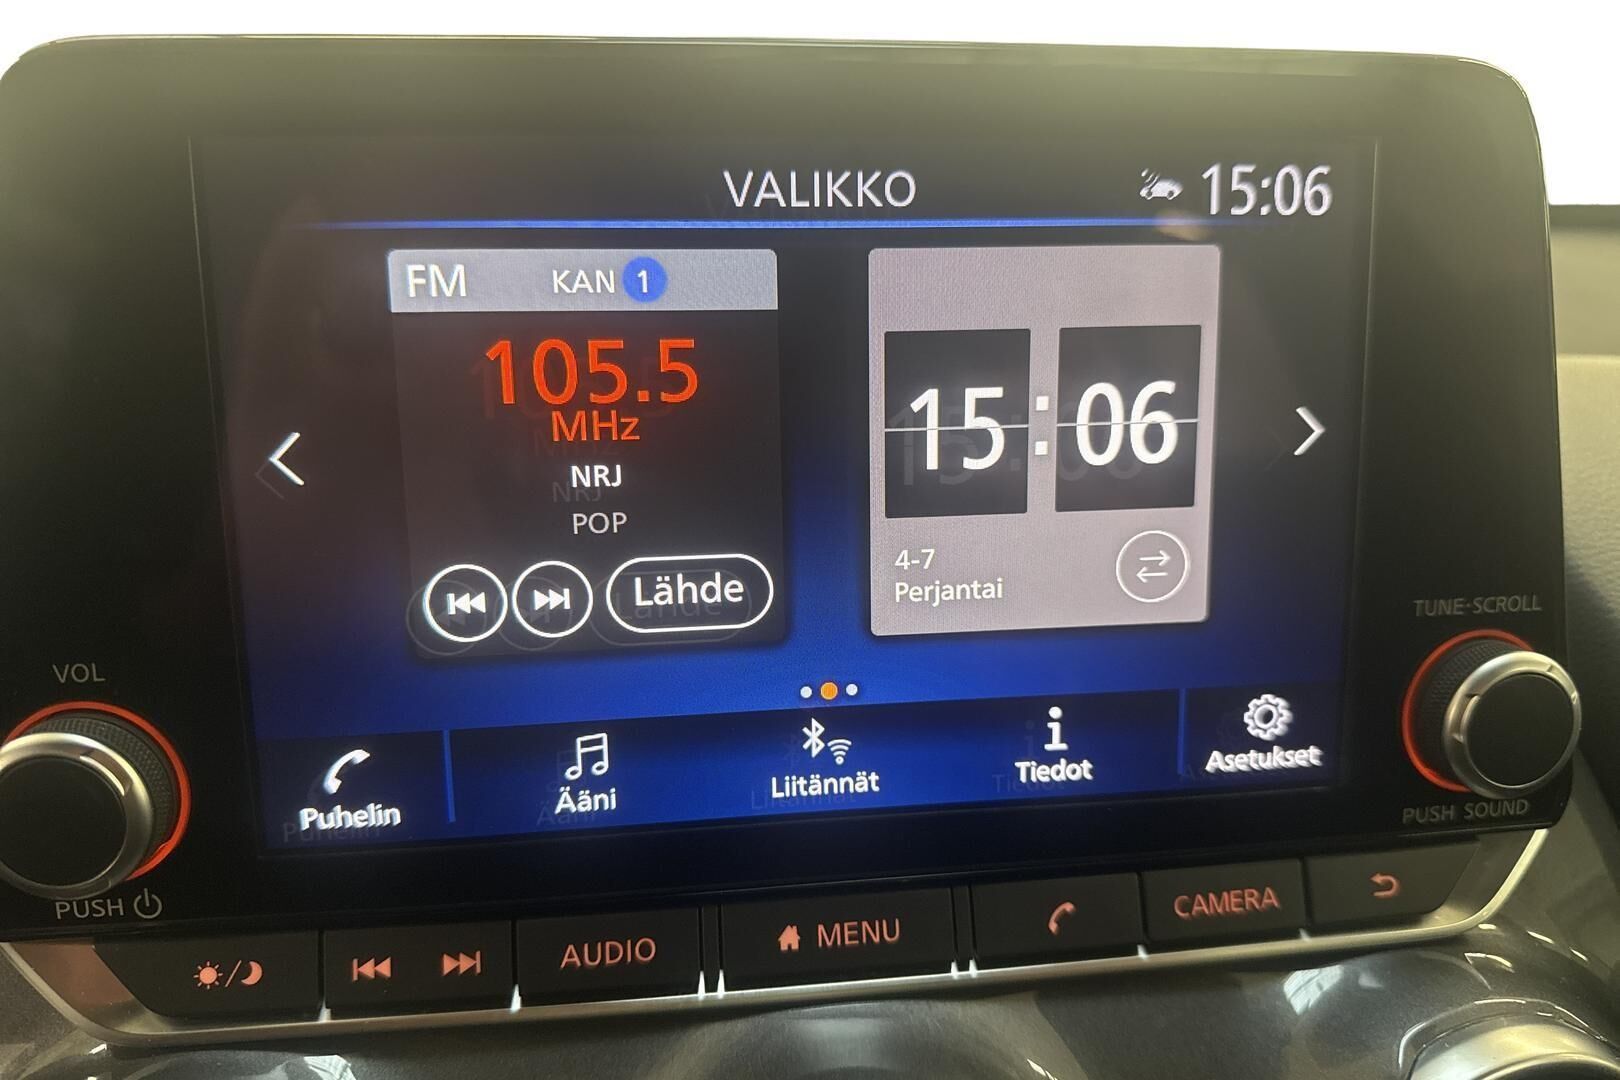 VALIKKO
15:06
FM KAN 1
105.5
MHz
NRJ
POP
Lähde
15:06
4-7
Perjantai
TUNE·SCROLL
VOL
Puhelin
Ääni
Liitännät
Tiedot
Asetukset
PUSH SOUND
PUSH
AUDIO
MENU
CAMERA